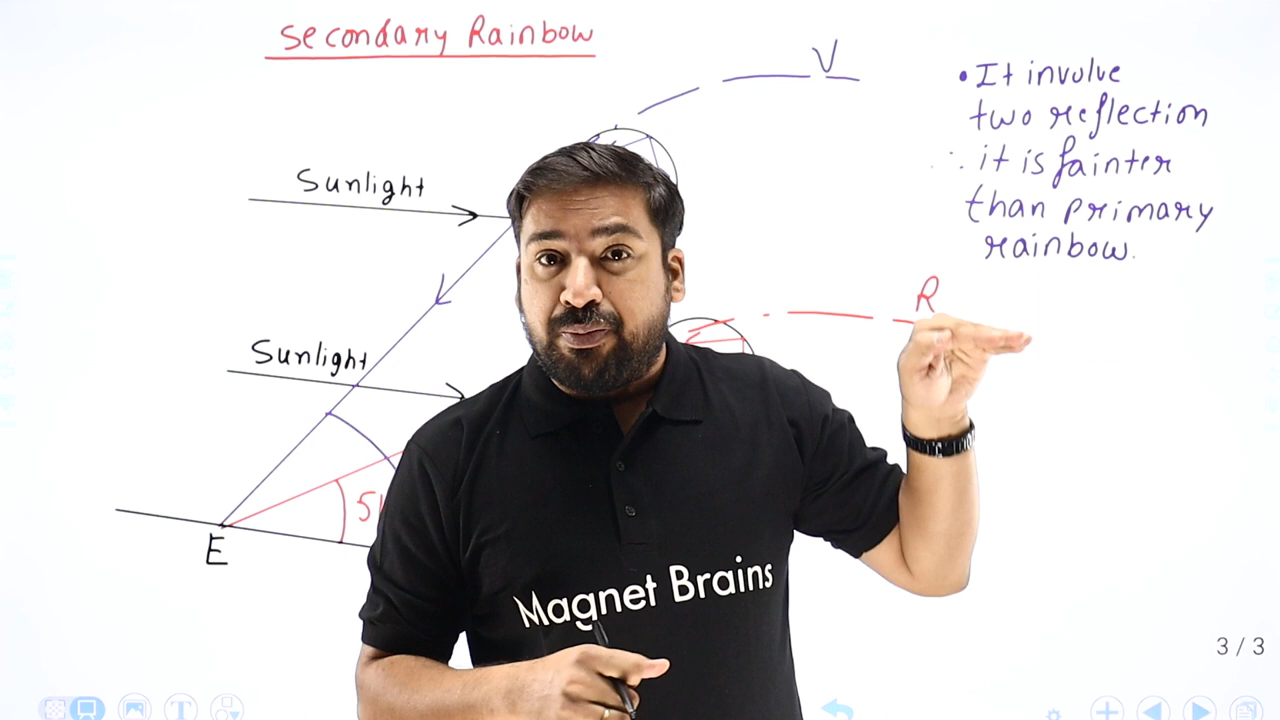 Secondary Rainbow
V
• It involve
two reflection
∴ it is fainter
than primary
rainbow.
Sunlight
R
Sunlight
E
Magnet Brains
3 / 3